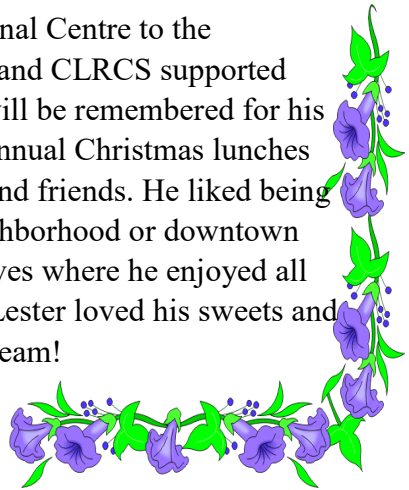 nal Centre to the
and CLRCS supported
ill be remembered for his
nnual Christmas lunches
nd friends. He liked being
hborhood or downtown
ves where he enjoyed all
Lester loved his sweets and
eam!